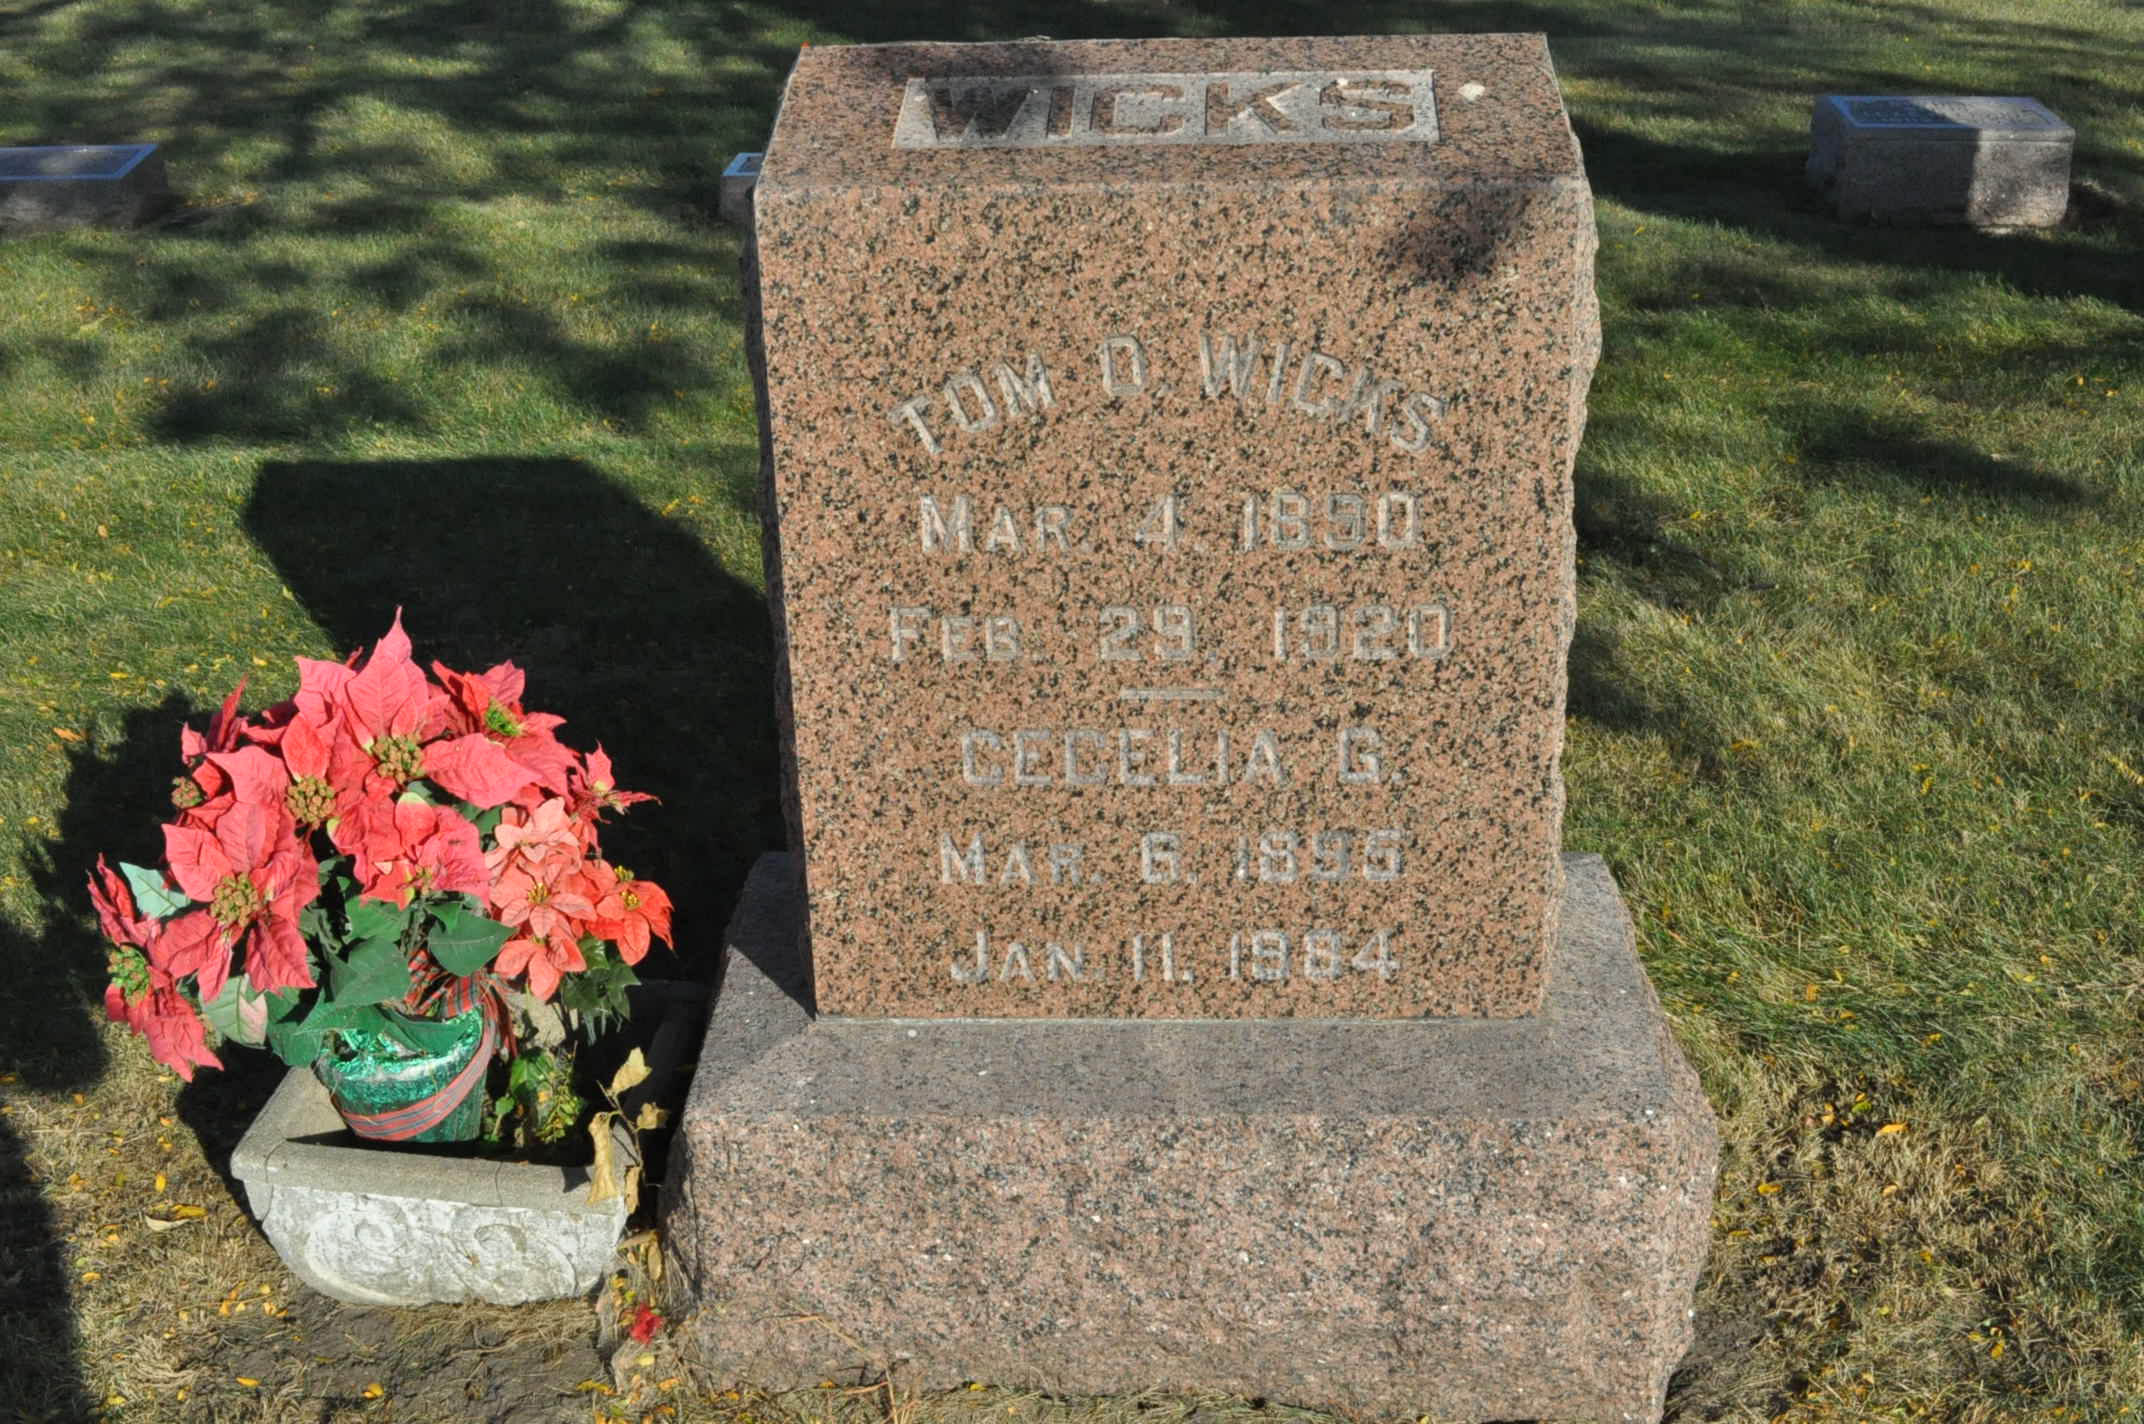 WICKS
TOM O. WICKS
MAR. 4. 1890
FEB. 29, 1920
CECELIA G.
MAR. 6. 1895
JAN. 11. 1984